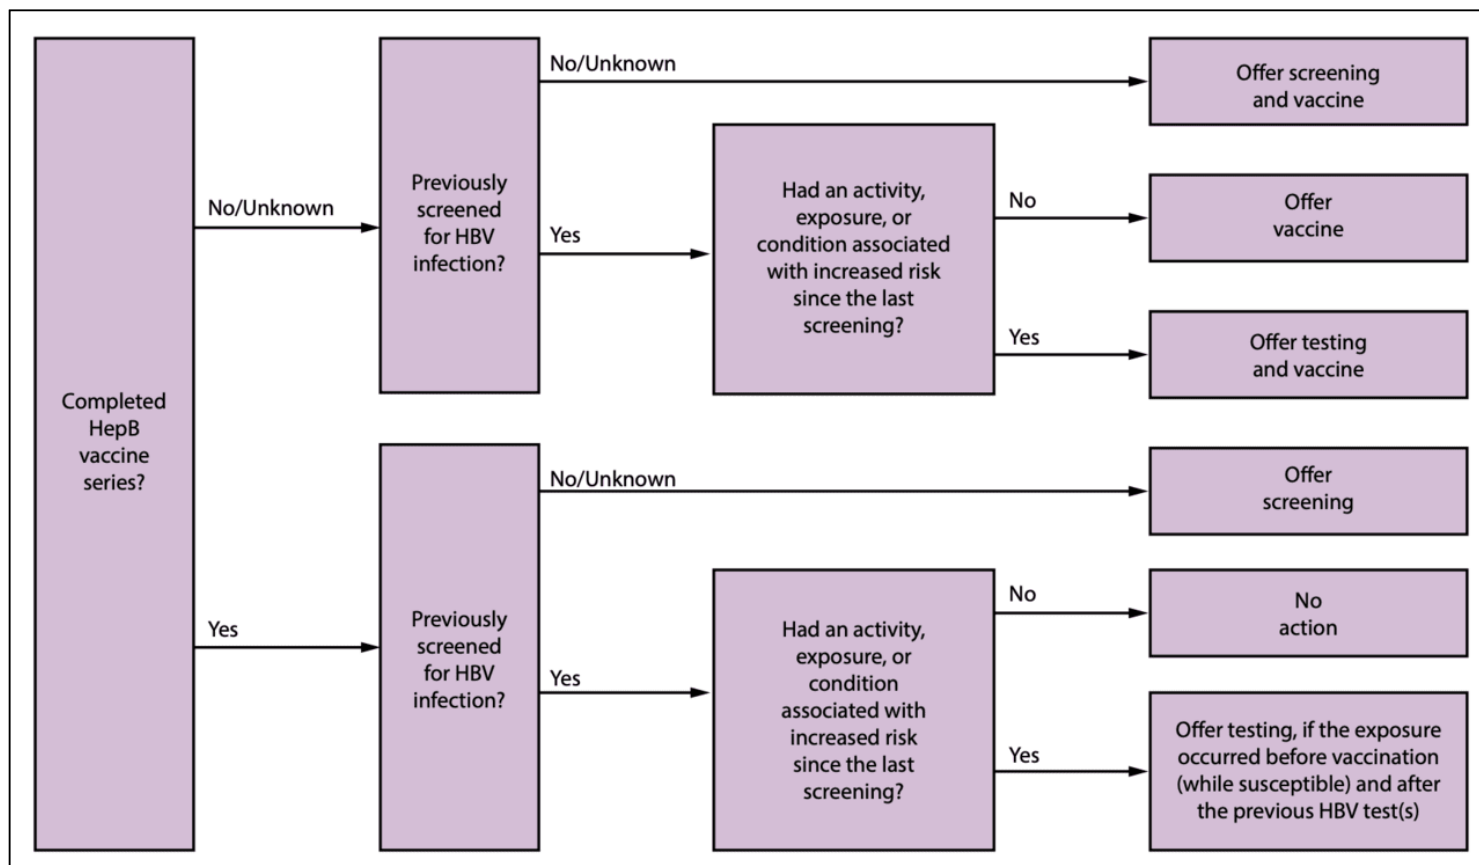 Completed
HepB
vaccine
series?
No/Unknown
Previously
screened
for HBV
infection?
No/Unknown
Offer screening
and vaccine
Yes
Had an activity,
exposure, or
condition associated
with increased risk
since the last
screening?
No
Offer
vaccine
Yes
Offer testing
and vaccine
Yes
Previously
screened
for HBV
infection?
No/Unknown
Offer
screening
Yes
Had an activity,
exposure, or
condition
associated with
increased risk
since the last
screening?
No
No
action
Yes
Offer testing, if the exposure
occurred before vaccination
(while susceptible) and after
the previous HBV test(s)